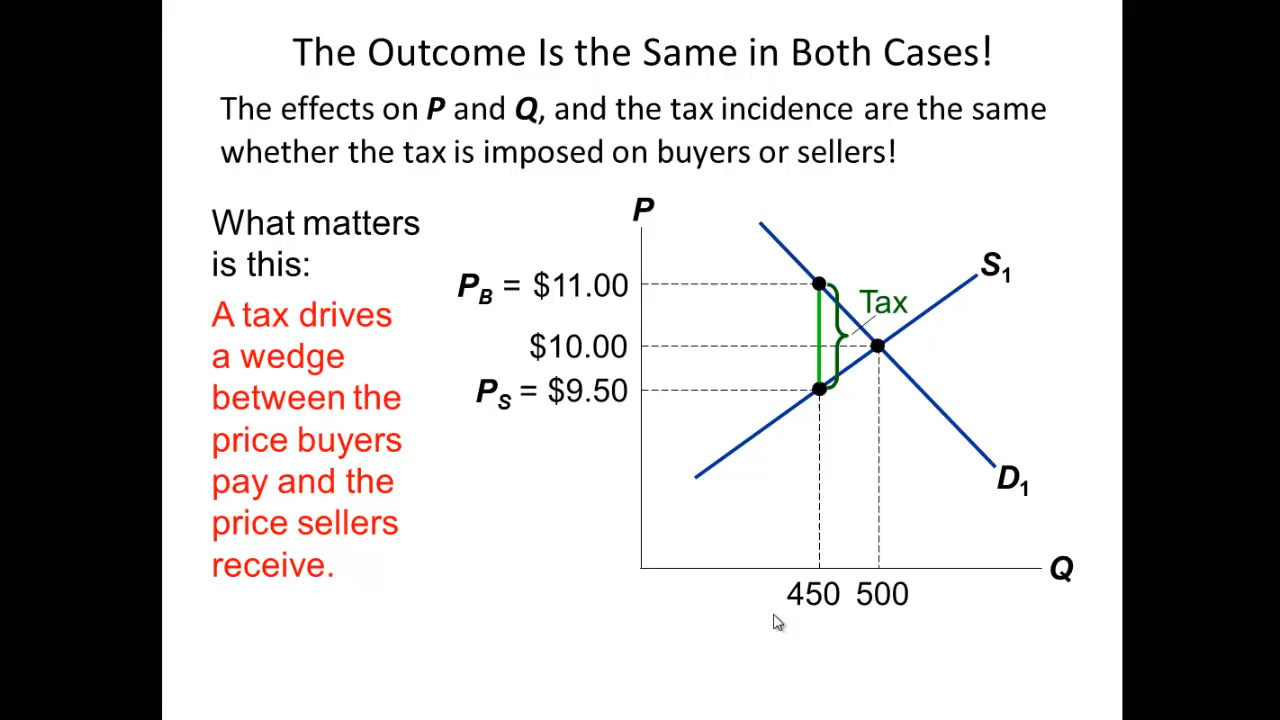 The Outcome Is the Same in Both Cases!
The effects on P and Q, and the tax incidence are the same
whether the tax is imposed on buyers or sellers!
What matters
is this:
A tax drives
a wedge
between the
price buyers
pay and the
price sellers
receive.
P
S1
PB = $11.00
Tax
$10.00
PS = $9.50
D1
Q
450 500